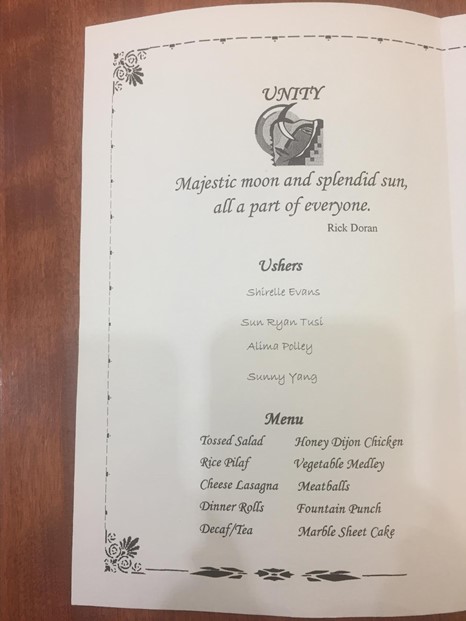 UNITY
Majestic moon and splendid sun,
all a part of everyone.
Rick Doran
Ushers
Shirelle Evans
Sun Ryan Tusi
Alima Polley
Sunny Yang
Menu
Tossed Salad Honey Dijon Chicken
Rice Pilaf Vegetable Medley
Cheese Lasagna Meatballs
Dinner Rolls Fountain Punch
Decaf/Tea Marble Sheet Cake